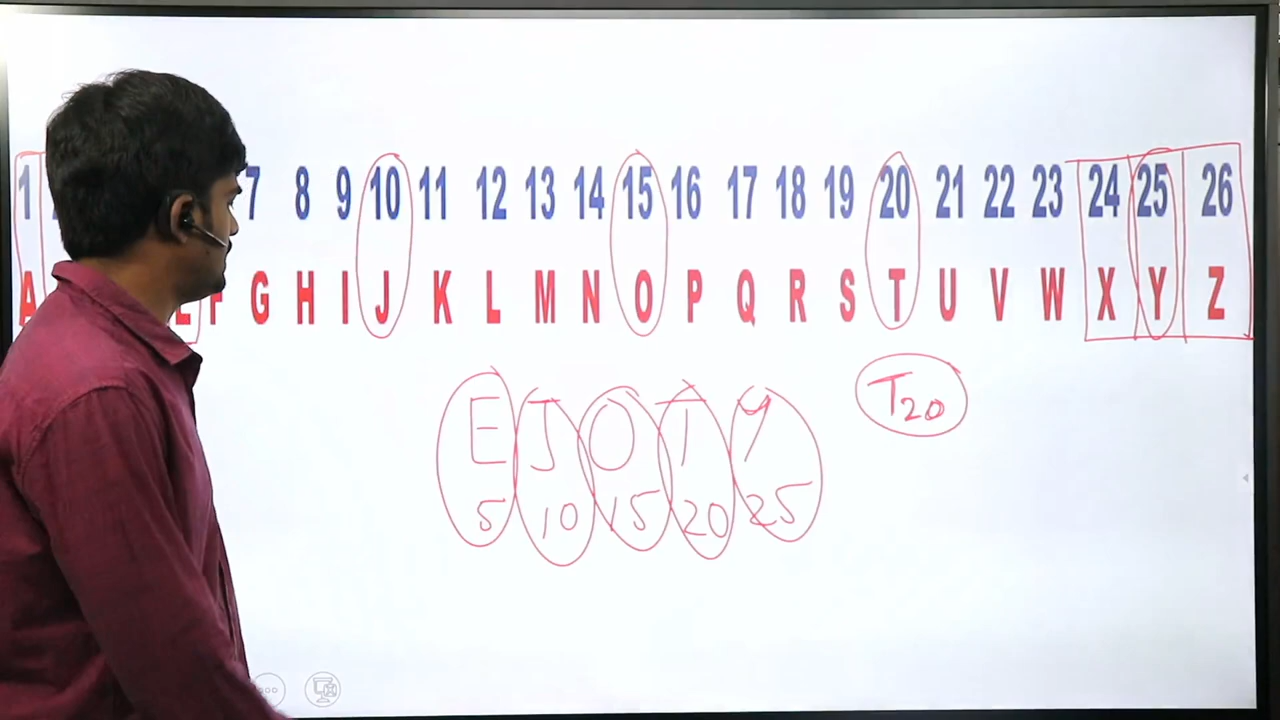 1 7 8 9 10 11 12 13 14 15 16 17 18 19 20 21 22 23 24 25 26
A E F G H I J K L M N O P Q R S T U V W X Y Z
T20
E J O T Y
5 10 15 20 25